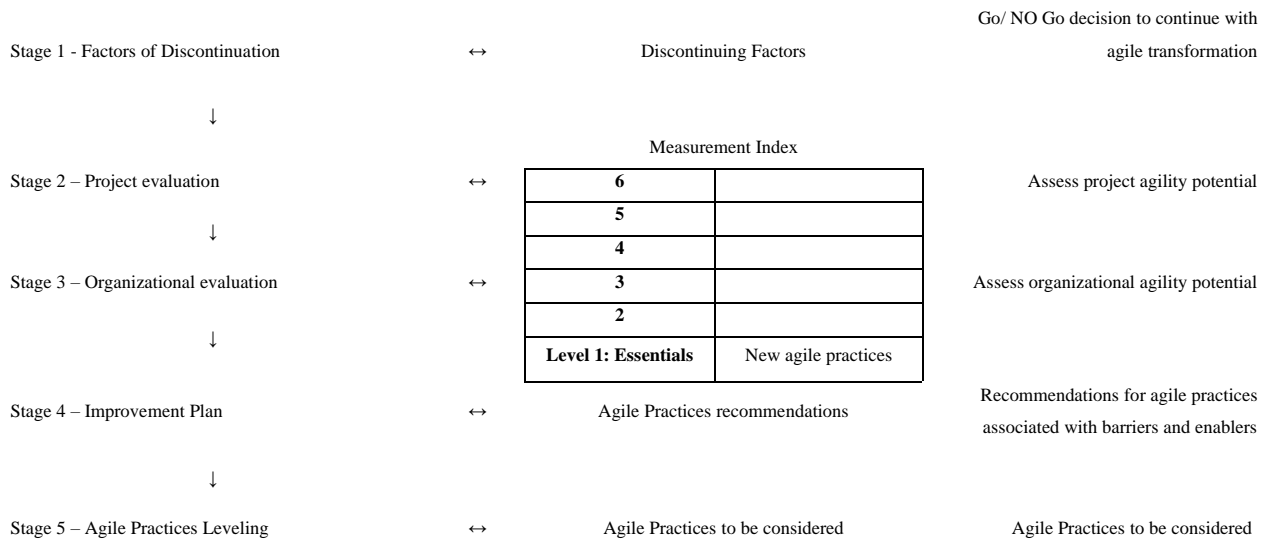 Go/ NO Go decision to continue with
Stage 1 - Factors of Discontinuation ↔ Discontinuing Factors agile transformation
↓
Measurement Index
Stage 2 – Project evaluation ↔ 6 Assess project agility potential
5
↓
4
Stage 3 – Organizational evaluation ↔ 3 Assess organizational agility potential
2
↓
Level 1: Essentials New agile practices
Recommendations for agile practices
Stage 4 – Improvement Plan ↔ Agile Practices recommendations
associated with barriers and enablers
↓
Stage 5 – Agile Practices Leveling ↔ Agile Practices to be considered Agile Practices to be considered